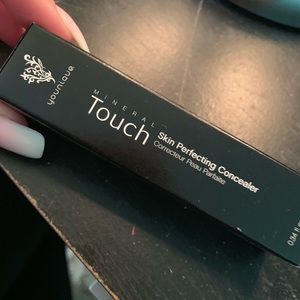 younique
MINERAL
Touch
Skin Perfecting Concealer
Correcteur Peau Parfaite